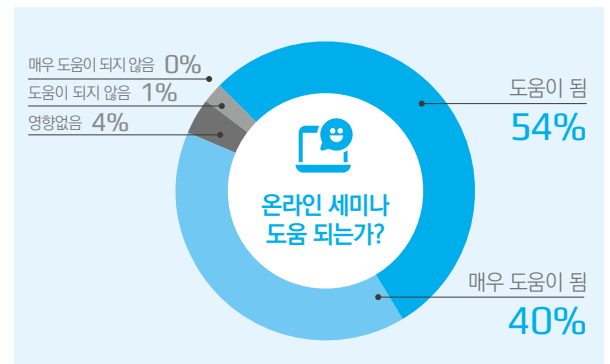 매우 도움이 되지 않음 0%
도움이 되지 않음 1%
영향없음 4%
도움이 됨
54%
온라인 세미나
도움 되는가?
매우 도움이 됨
40%